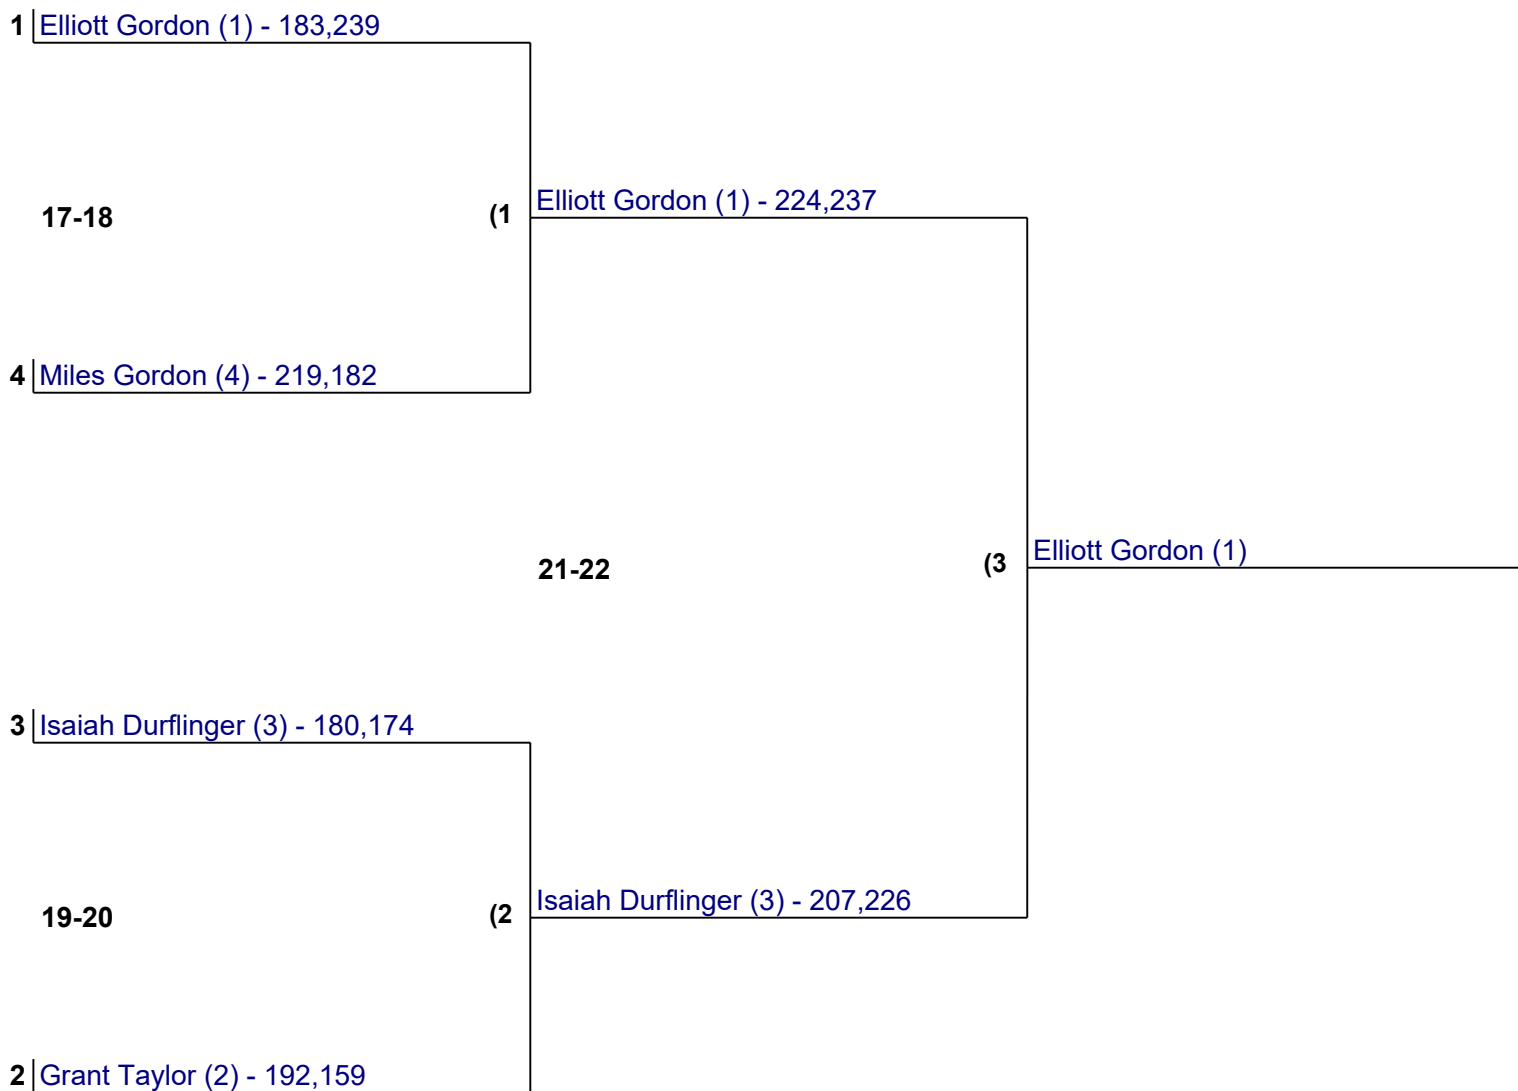 1 Elliott Gordon (1) - 183,239
17-18
(1
Elliott Gordon (1) - 224,237
4 Miles Gordon (4) - 219,182
21-22
(3
Elliott Gordon (1)
3 Isaiah Durflinger (3) - 180,174
19-20
(2
Isaiah Durflinger (3) - 207,226
2 Grant Taylor (2) - 192,159